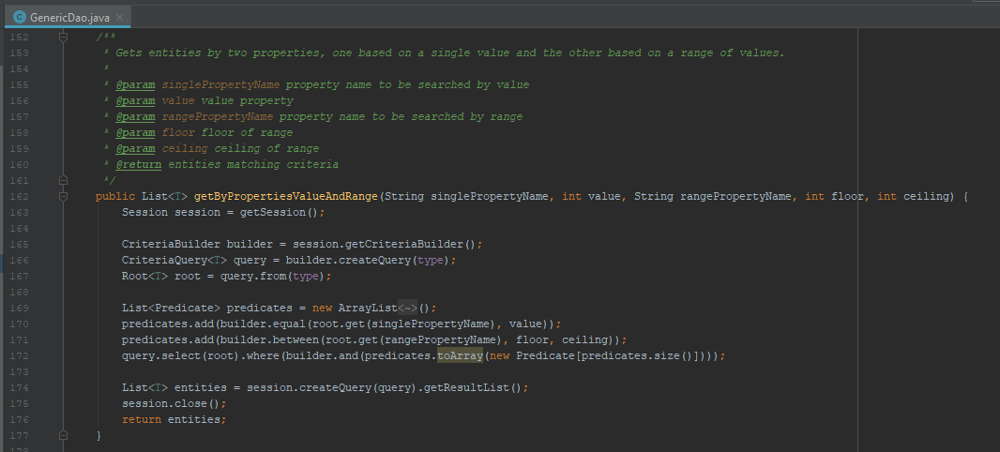 GenericDao.java
152 /**
153 * Gets entities by two properties, one based on a single value and the other based on a range of values.
154 *
155 * @param singlePropertyName property name to be searched by value
156 * @param value value property
157 * @param rangePropertyName property name to be searched by range
158 * @param floor floor of range
159 * @param ceiling ceiling of range
160 * @return entities matching criteria
161 */
162 public List<T> getByPropertiesValueAndRange(String singlePropertyName, int value, String rangePropertyName, int floor, int ceiling) {
163 Session session = getSession();
164
165 CriteriaBuilder builder = session.getCriteriaBuilder();
166 CriteriaQuery<T> query = builder.createQuery(type);
167 Root<T> root = query.from(type);
168
169 List<Predicate> predicates = new ArrayList<~>();
170 predicates.add(builder.equal(root.get(singlePropertyName), value));
171 predicates.add(builder.between(root.get(rangePropertyName), floor, ceiling));
172 query.select(root).where(builder.and(predicates.toArray(new Predicate[predicates.size()])));
173
174 List<T> entities = session.createQuery(query).getResultList();
175 session.close();
176 return entities;
177 }
178